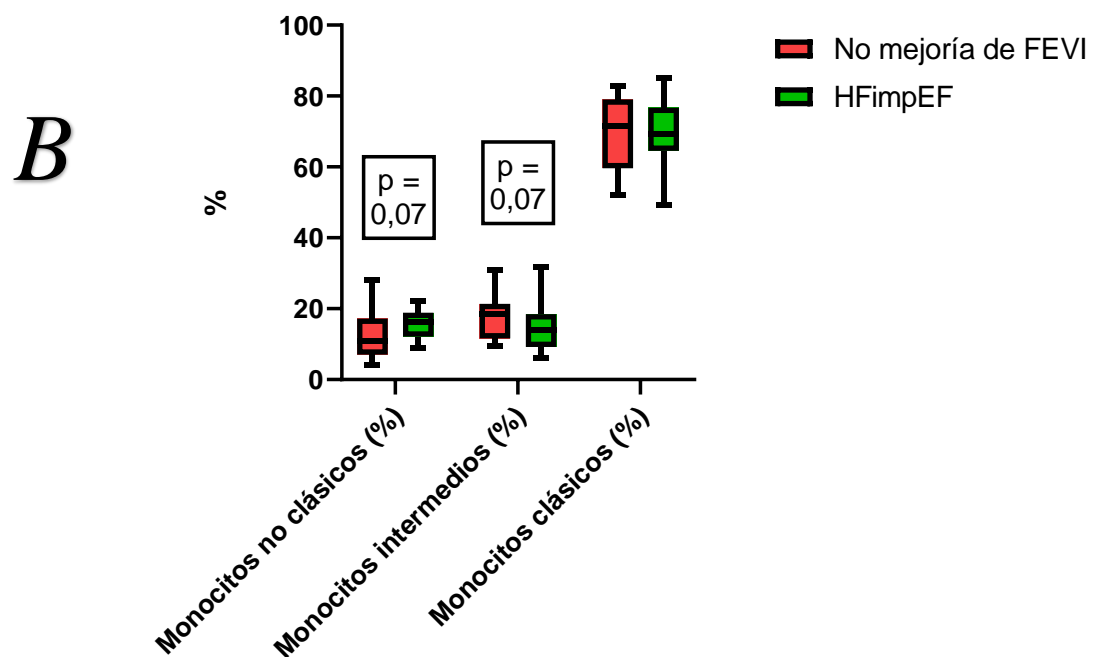 B
%
100
80
60
40
20
0
p =
0,07
p =
0,07
Monocitos no clásicos (%)
Monocitos intermedios (%)
Monocitos clásicos (%)
No mejoría de FEVI
HFimpEF